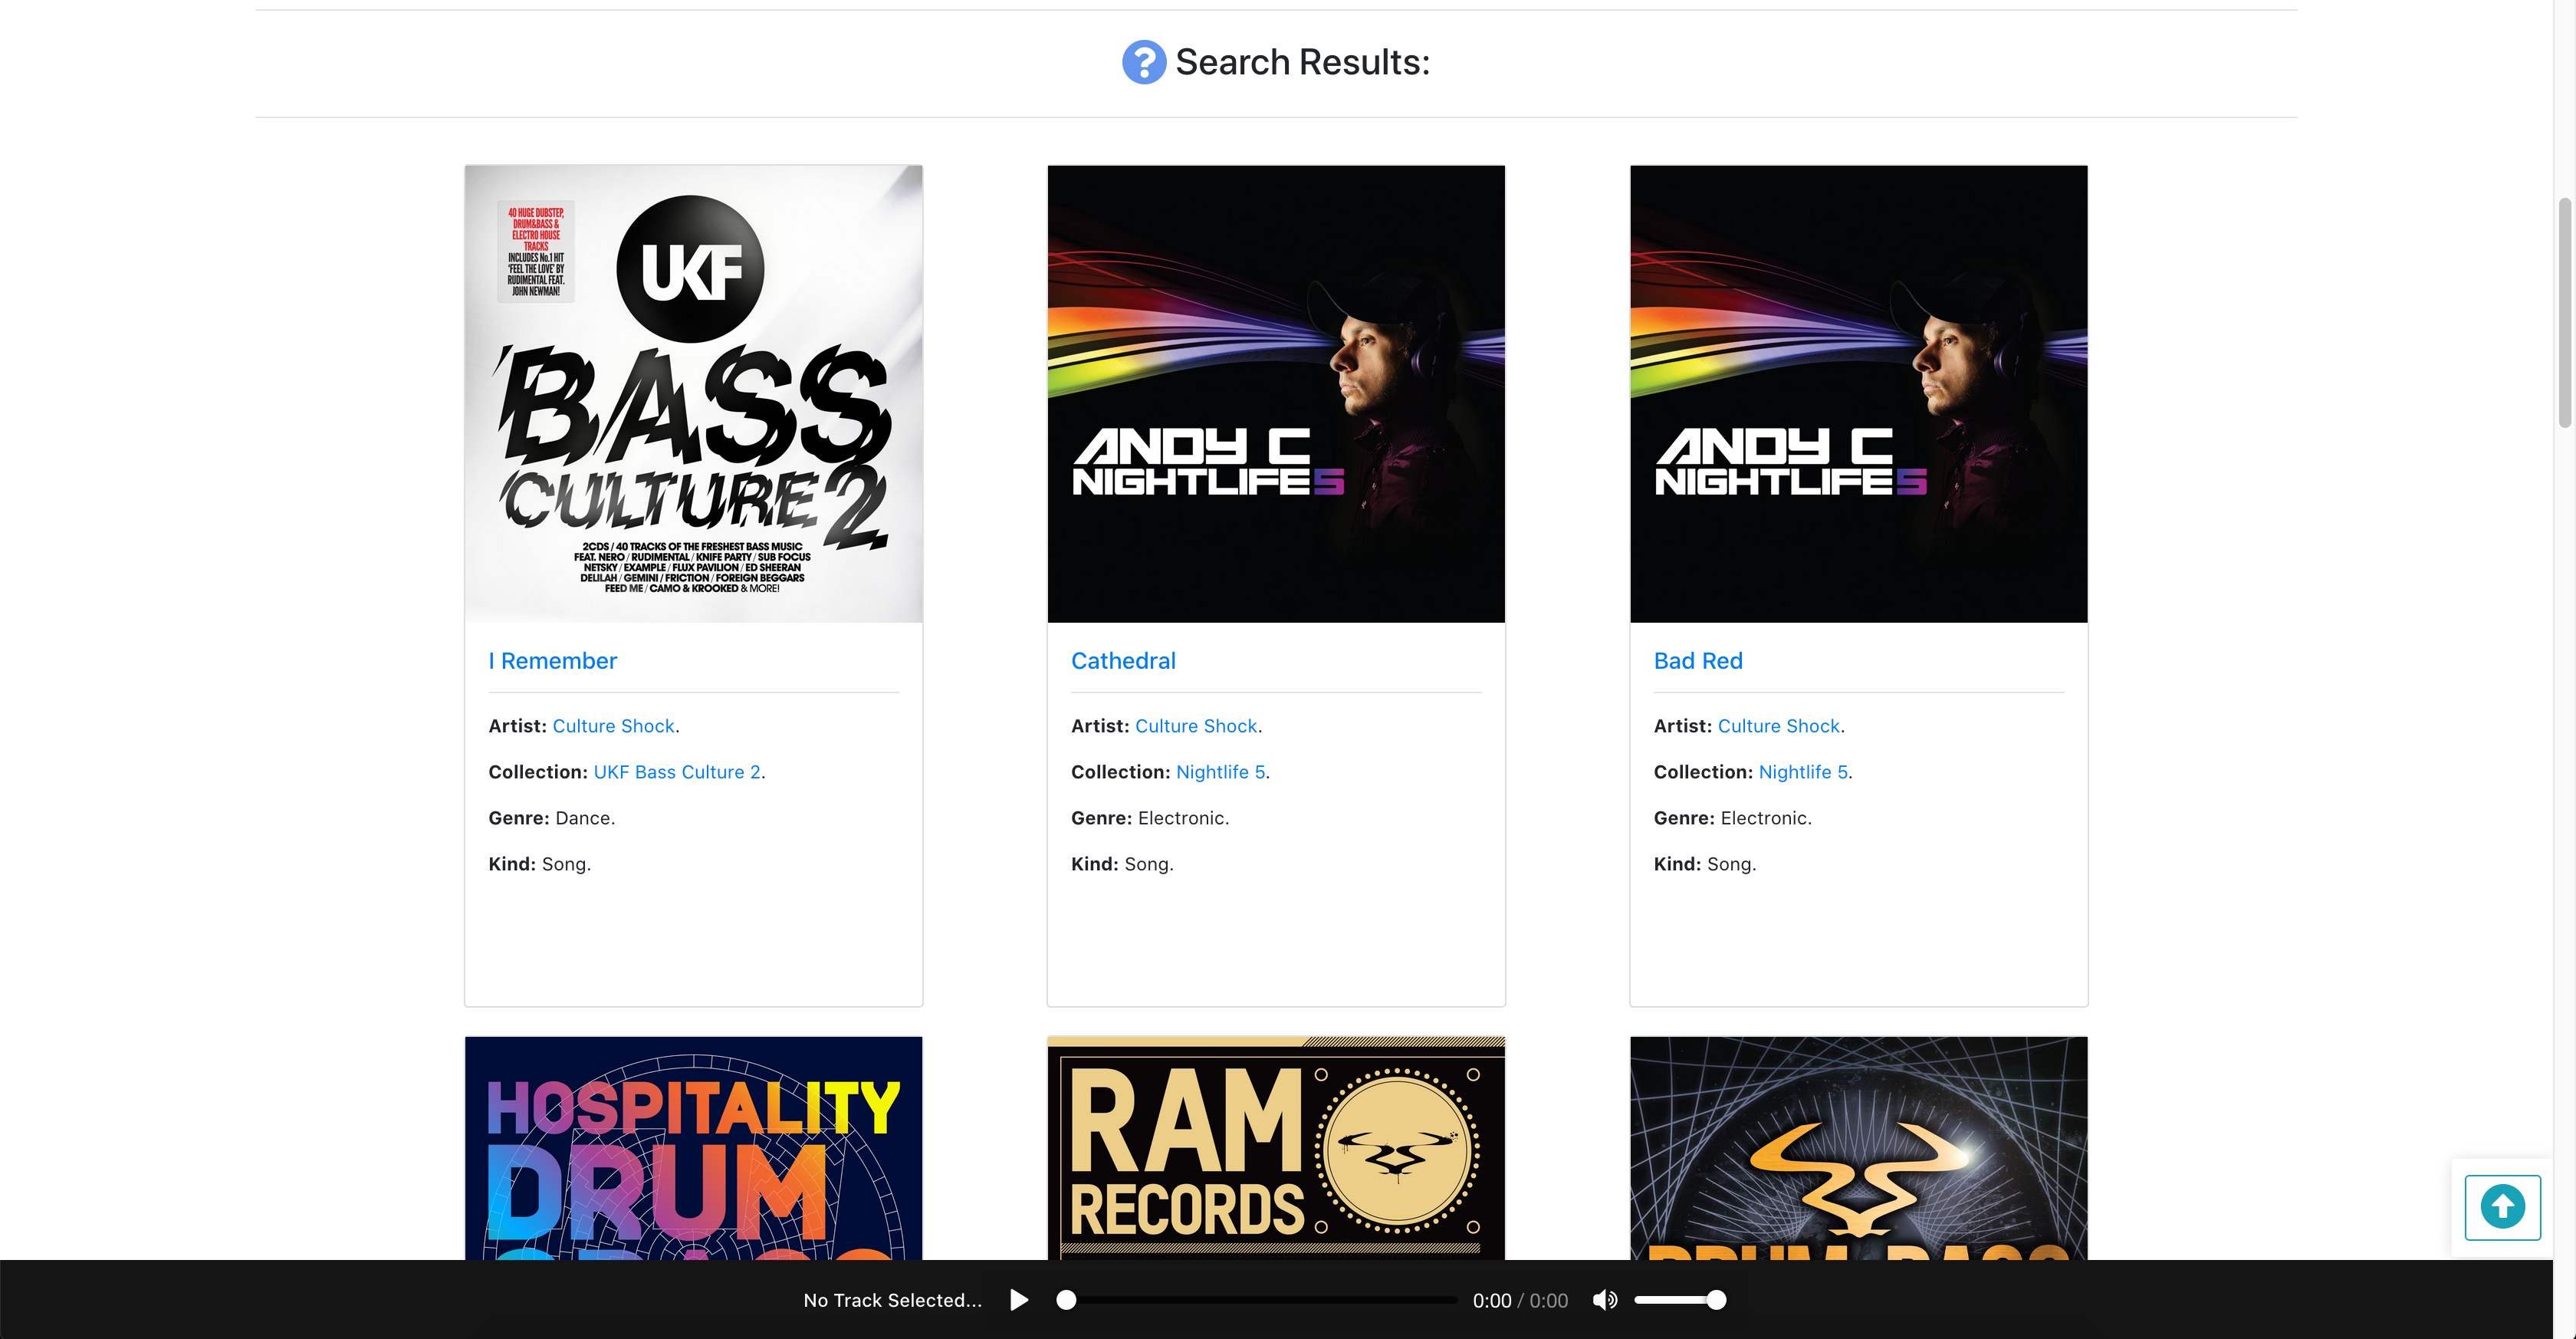 Search Results:
40 HUGE DUBSTEP,
DRUM&BASS &
ELECTRO HOUSE
TRACKS
INCLUDES No.1 HIT
'FEEL THE LOVE' BY
RUDIMENTAL FEAT.
JOHN NEWMAN!
UKF
BASS
CULTURE 2
2CDS / 40 TRACKS OF THE FRESHEST BASS MUSIC
FEAT. NERO / RUDIMENTAL / KNIFE PARTY / SUB FOCUS
NETSKY / EXAMPLE / FLUX PAVILION / ED SHEERAN
DELILAH / GEMINI / FRICTION / FOREIGN BEGGARS
FEED ME / CAMO & KROOKED & MORE!
I Remember
Artist: Culture Shock.
Collection: UKF Bass Culture 2.
Genre: Dance.
Kind: Song.
ANDY C
NIGHTLIFE 5
Cathedral
Artist: Culture Shock.
Collection: Nightlife 5.
Genre: Electronic.
Kind: Song.
ANDY C
NIGHTLIFE 5
Bad Red
Artist: Culture Shock.
Collection: Nightlife 5.
Genre: Electronic.
Kind: Song.
HOSPITALITY
DRUM
RAM
RECORDS
No Track Selected...
0:00 / 0:00